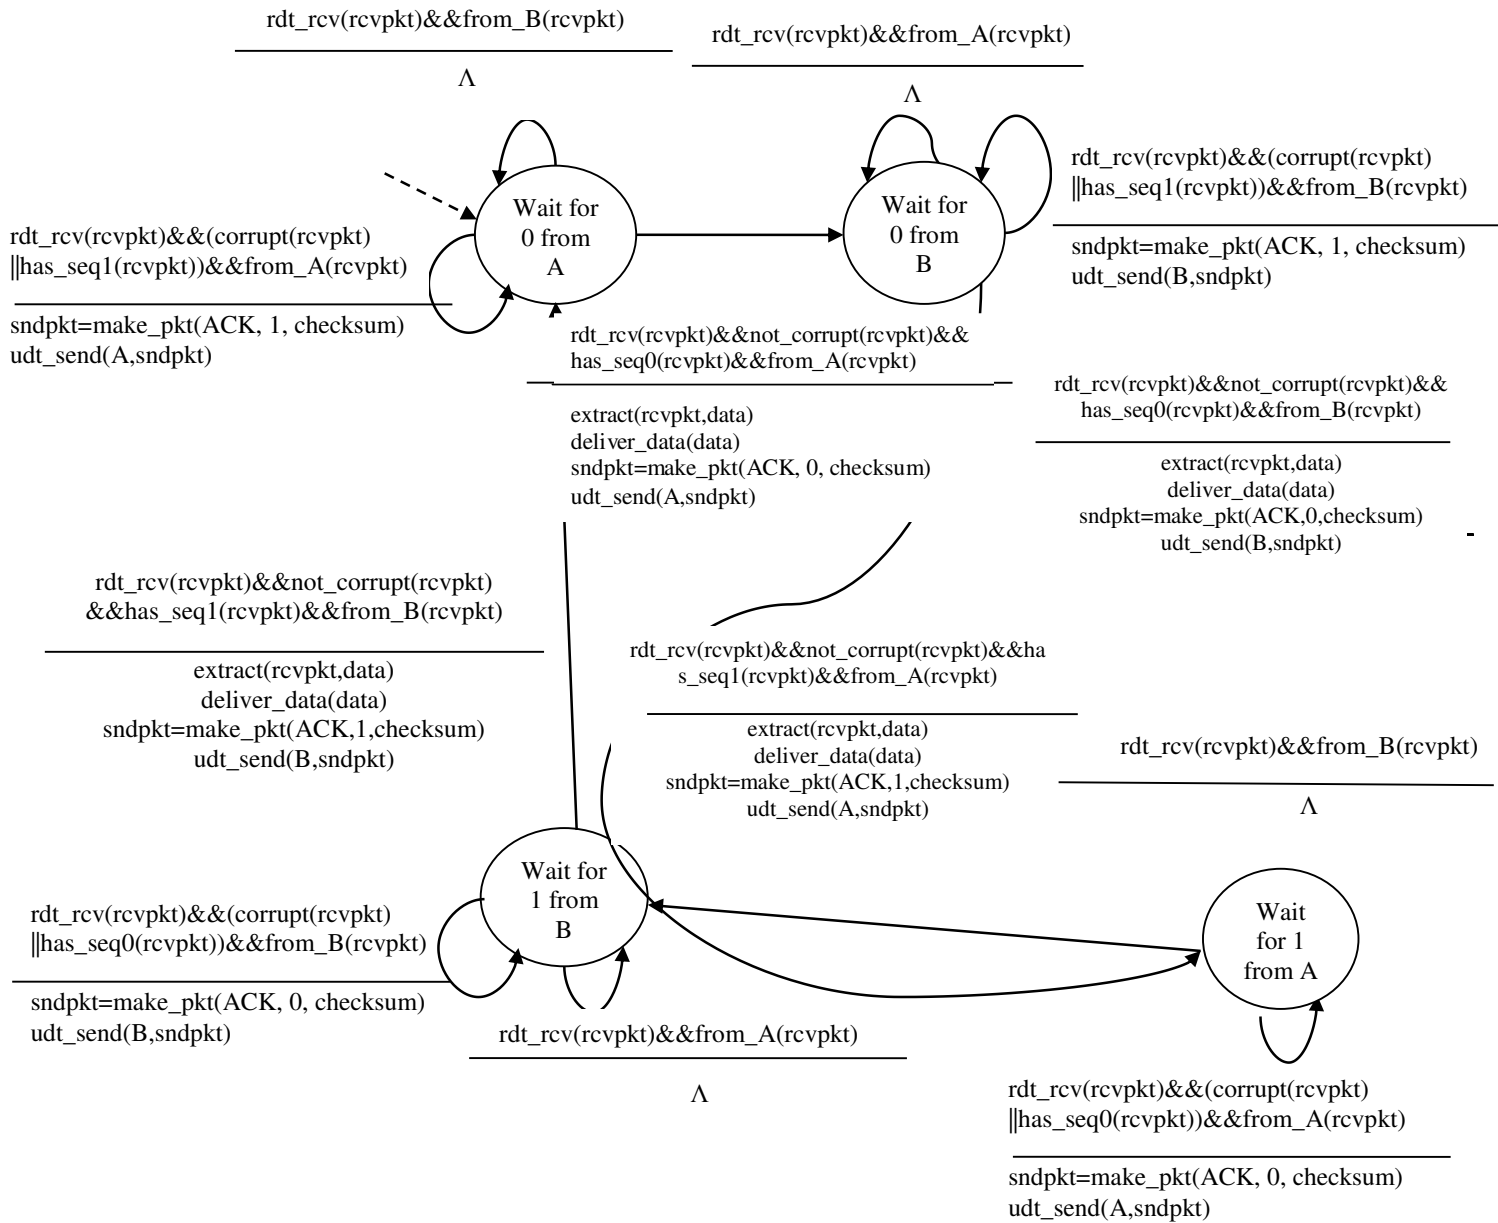 rdt_rcv(rcvpkt)&&from_B(rcvpkt)
Λ
rdt_rcv(rcvpkt)&&from_A(rcvpkt)
Λ
rdt_rcv(rcvpkt)&&(corrupt(rcvpkt)
||has_seq1(rcvpkt))&&from_B(rcvpkt)
sndpkt=make_pkt(ACK, 1, checksum)
udt_send(B,sndpkt)
Wait for
0 from
A
Wait for
0 from
B
rdt_rcv(rcvpkt)&&(corrupt(rcvpkt)
||has_seq1(rcvpkt))&&from_A(rcvpkt)
sndpkt=make_pkt(ACK, 1, checksum)
udt_send(A,sndpkt)
rdt_rcv(rcvpkt)&&not_corrupt(rcvpkt)&&
has_seq0(rcvpkt)&&from_A(rcvpkt)
extract(rcvpkt,data)
deliver_data(data)
sndpkt=make_pkt(ACK, 0, checksum)
udt_send(A,sndpkt)
rdt_rcv(rcvpkt)&&not_corrupt(rcvpkt)&&
has_seq0(rcvpkt)&&from_B(rcvpkt)
extract(rcvpkt,data)
deliver_data(data)
sndpkt=make_pkt(ACK,0,checksum)
udt_send(B,sndpkt)
rdt_rcv(rcvpkt)&&not_corrupt(rcvpkt)
&&has_seq1(rcvpkt)&&from_B(rcvpkt)
extract(rcvpkt,data)
deliver_data(data)
sndpkt=make_pkt(ACK,1,checksum)
udt_send(B,sndpkt)
rdt_rcv(rcvpkt)&&not_corrupt(rcvpkt)&&ha
s_seq1(rcvpkt)&&from_A(rcvpkt)
extract(rcvpkt,data)
deliver_data(data)
sndpkt=make_pkt(ACK,1,checksum)
udt_send(A,sndpkt)
rdt_rcv(rcvpkt)&&from_B(rcvpkt)
Λ
Wait for
1 from
B
Wait
for 1
from A
rdt_rcv(rcvpkt)&&(corrupt(rcvpkt)
||has_seq0(rcvpkt))&&from_B(rcvpkt)
sndpkt=make_pkt(ACK, 0, checksum)
udt_send(B,sndpkt)
rdt_rcv(rcvpkt)&&from_A(rcvpkt)
Λ
rdt_rcv(rcvpkt)&&(corrupt(rcvpkt)
||has_seq0(rcvpkt))&&from_A(rcvpkt)
sndpkt=make_pkt(ACK, 0, checksum)
udt_send(A,sndpkt)